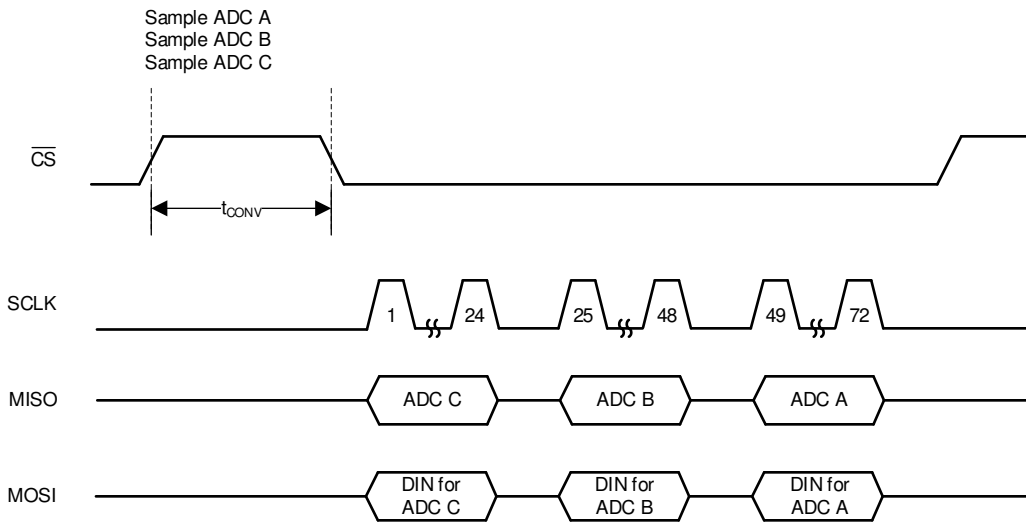 Sample ADC A
Sample ADC B
Sample ADC C
CS
tCONV
SCLK
1
24
25
48
49
72
MISO
ADC C
ADC B
ADC A
MOSI
DIN for
ADC C
DIN for
ADC B
DIN for
ADC A